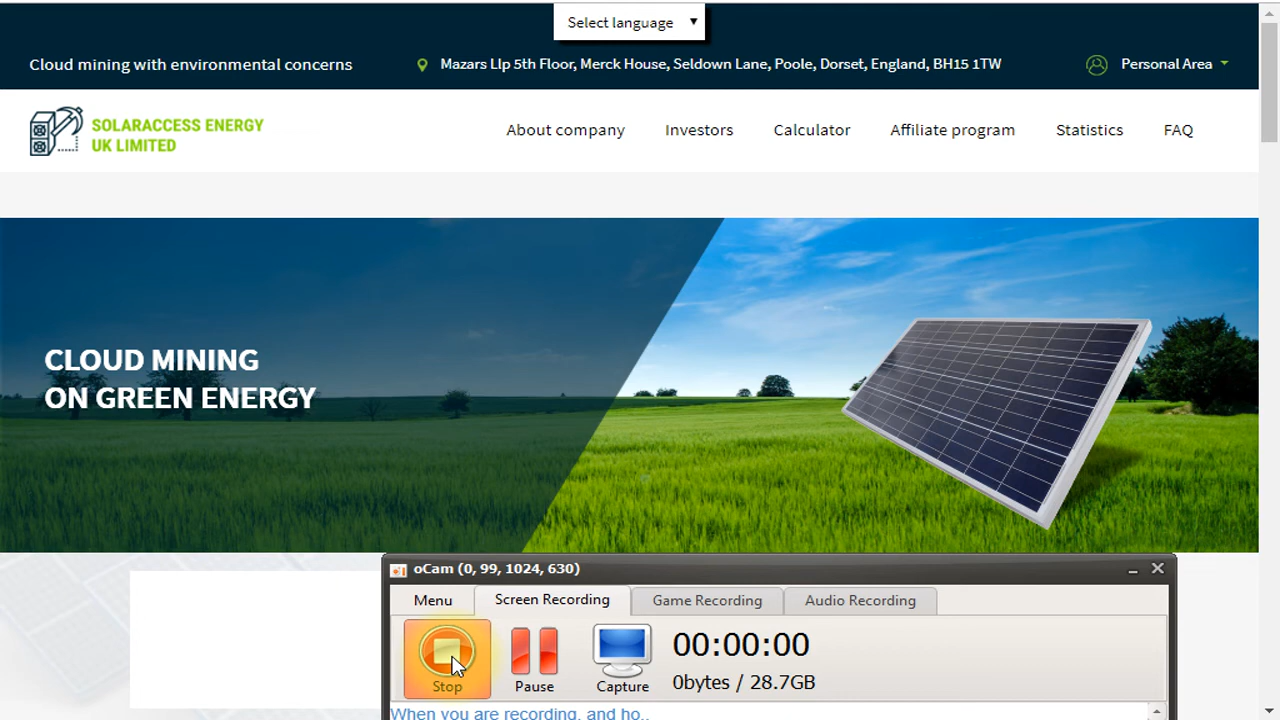 Select language
Cloud mining with environmental concerns
Mazars Llp 5th Floor, Merck House, Seldown Lane, Poole, Dorset, England, BH15 1TW
Personal Area
SOLARACCESS ENERGY
UK LIMITED
About company
Investors
Calculator
Affiliate program
Statistics
FAQ
CLOUD MINING
ON GREEN ENERGY
oCam (0, 99, 1024, 630)
Menu
Screen Recording
Game Recording
Audio Recording
Stop
Pause
Capture
00:00:00
0bytes / 28.7GB
When you are recording, and ho..